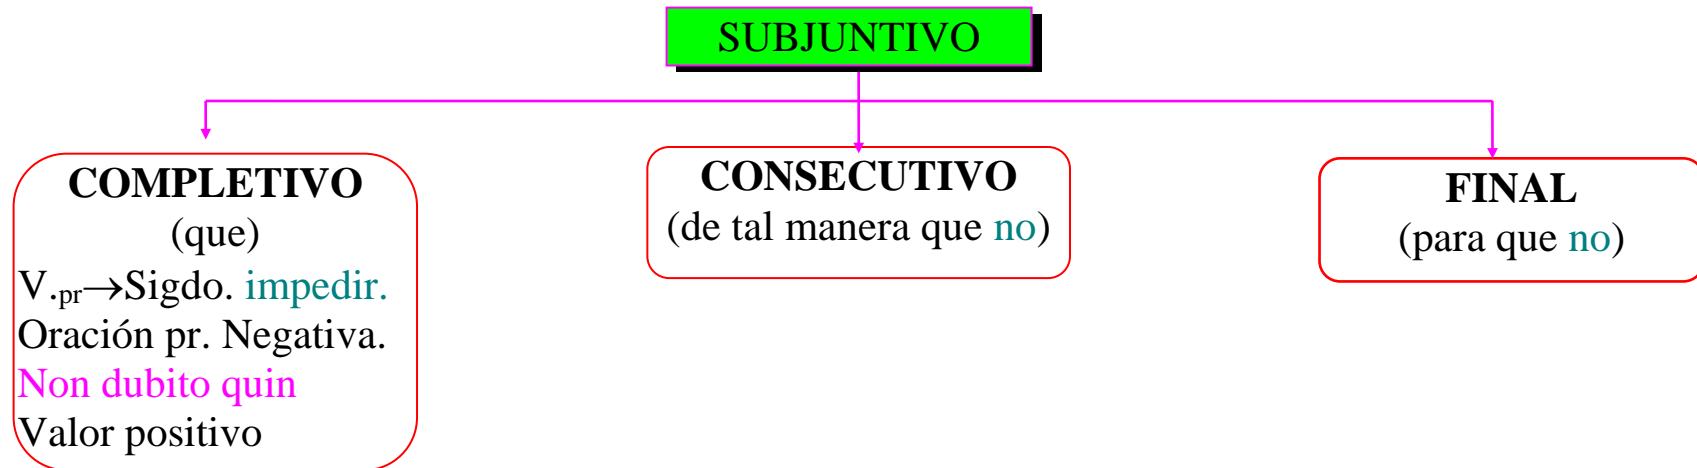 SUBJUNTIVO
COMPLETIVO
(que)
V.pr→Sigdo. impedir.
Oración pr. Negativa.
Non dubito quin
Valor positivo
CONSECUTIVO
(de tal manera que no)
FINAL
(para que no)